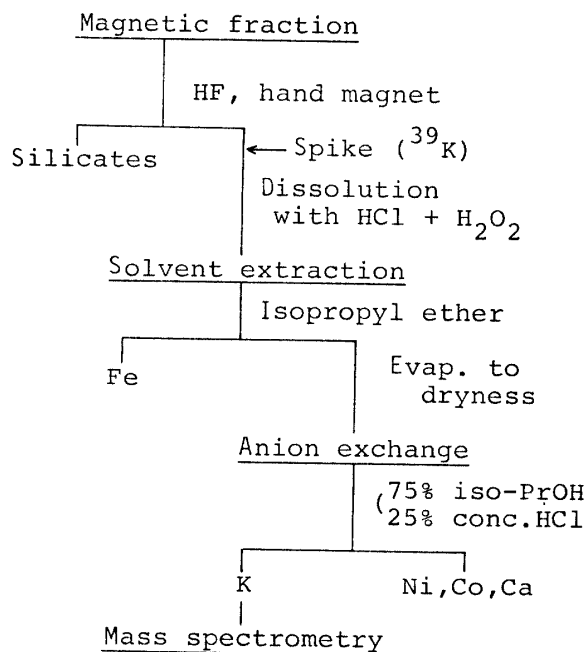 Magnetic fraction
HF, hand magnet
Silicates
Spike (³⁹K)
Dissolution
with HCl + H₂O₂
Solvent extraction
Isopropyl ether
Fe
Evap. to
dryness
Anion exchange
(75% iso-PrOH
25% conc.HCl
K
Ni,Co,Ca
Mass spectrometry